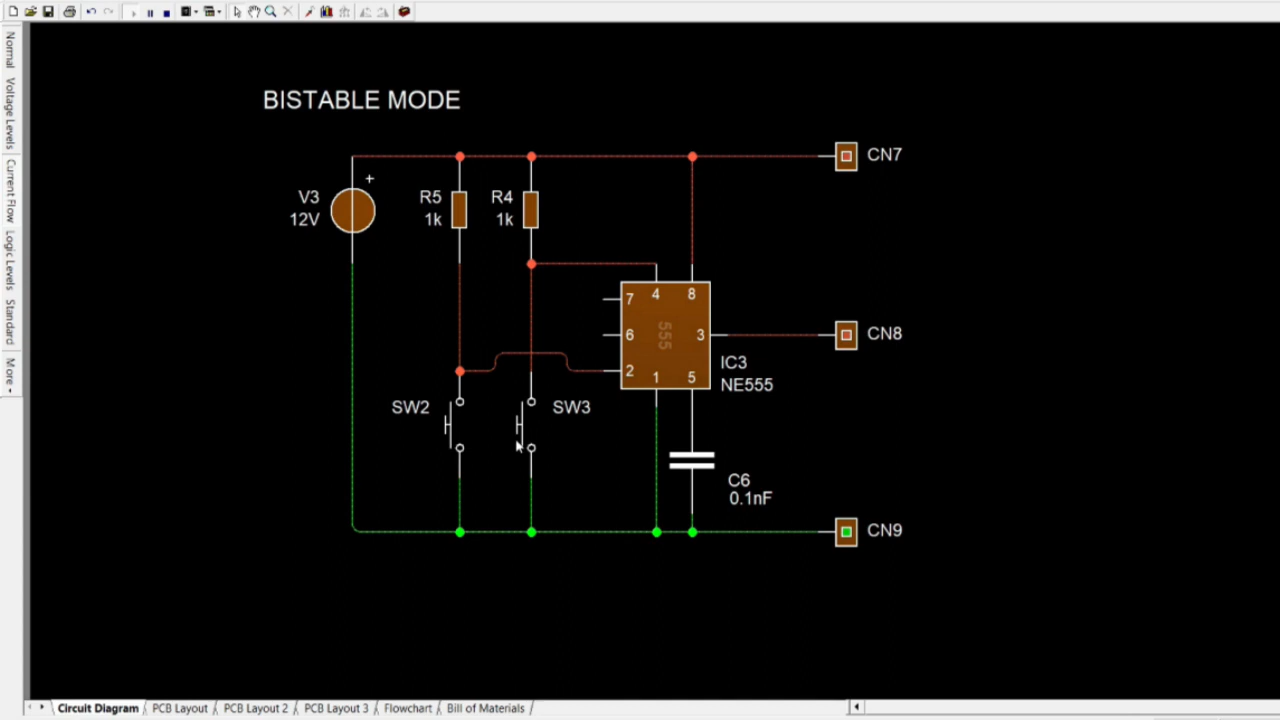 Normal
Voltage Levels
Current Flow
Logic Levels
Standard
More
BISTABLE MODE
CN7
+
V3
12V
R5
1k
R4
1k
7
4
8
6
555
3
CN8
2
1
5
IC3
NE555
SW2
SW3
C6
0.1nF
CN9
Circuit Diagram
PCB Layout
PCB Layout 2
PCB Layout 3
Flowchart
Bill of Materials